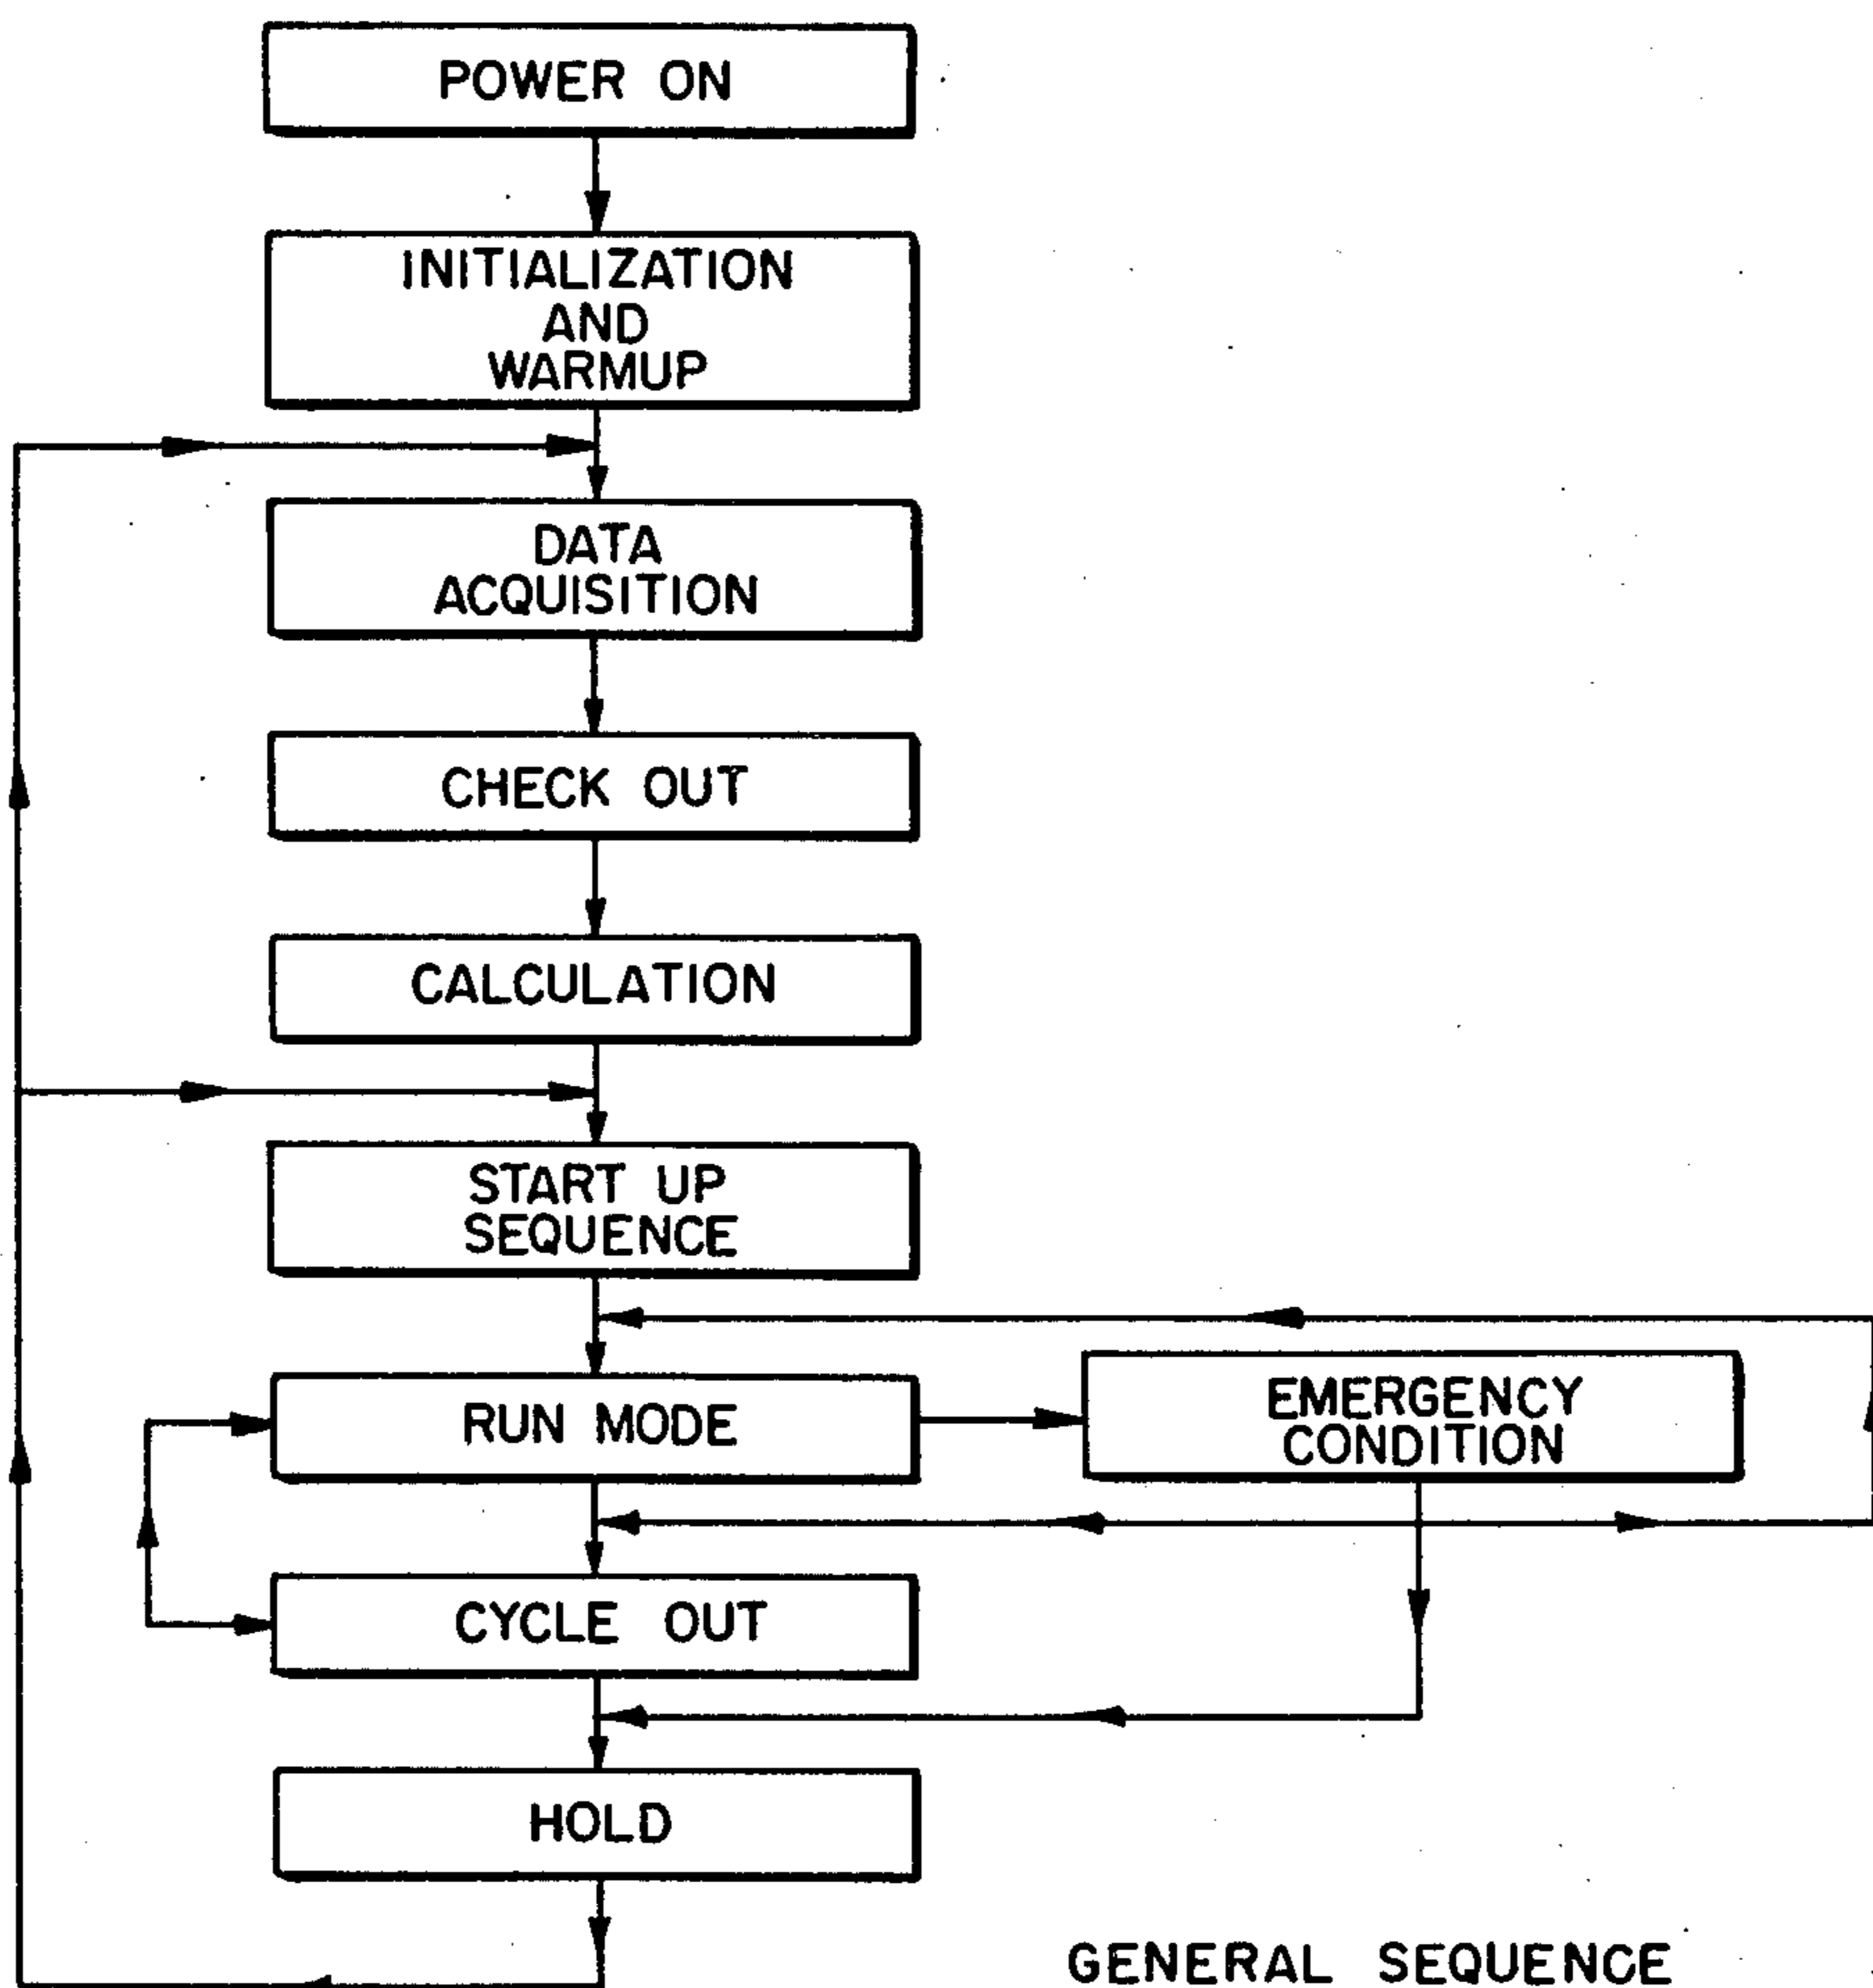 POWER ON
INITIALIZATION
AND
WARMUP
DATA
ACQUISITION
CHECK OUT
CALCULATION
START UP
SEQUENCE
RUN MODE
EMERGENCY
CONDITION
CYCLE OUT
HOLD
GENERAL SEQUENCE